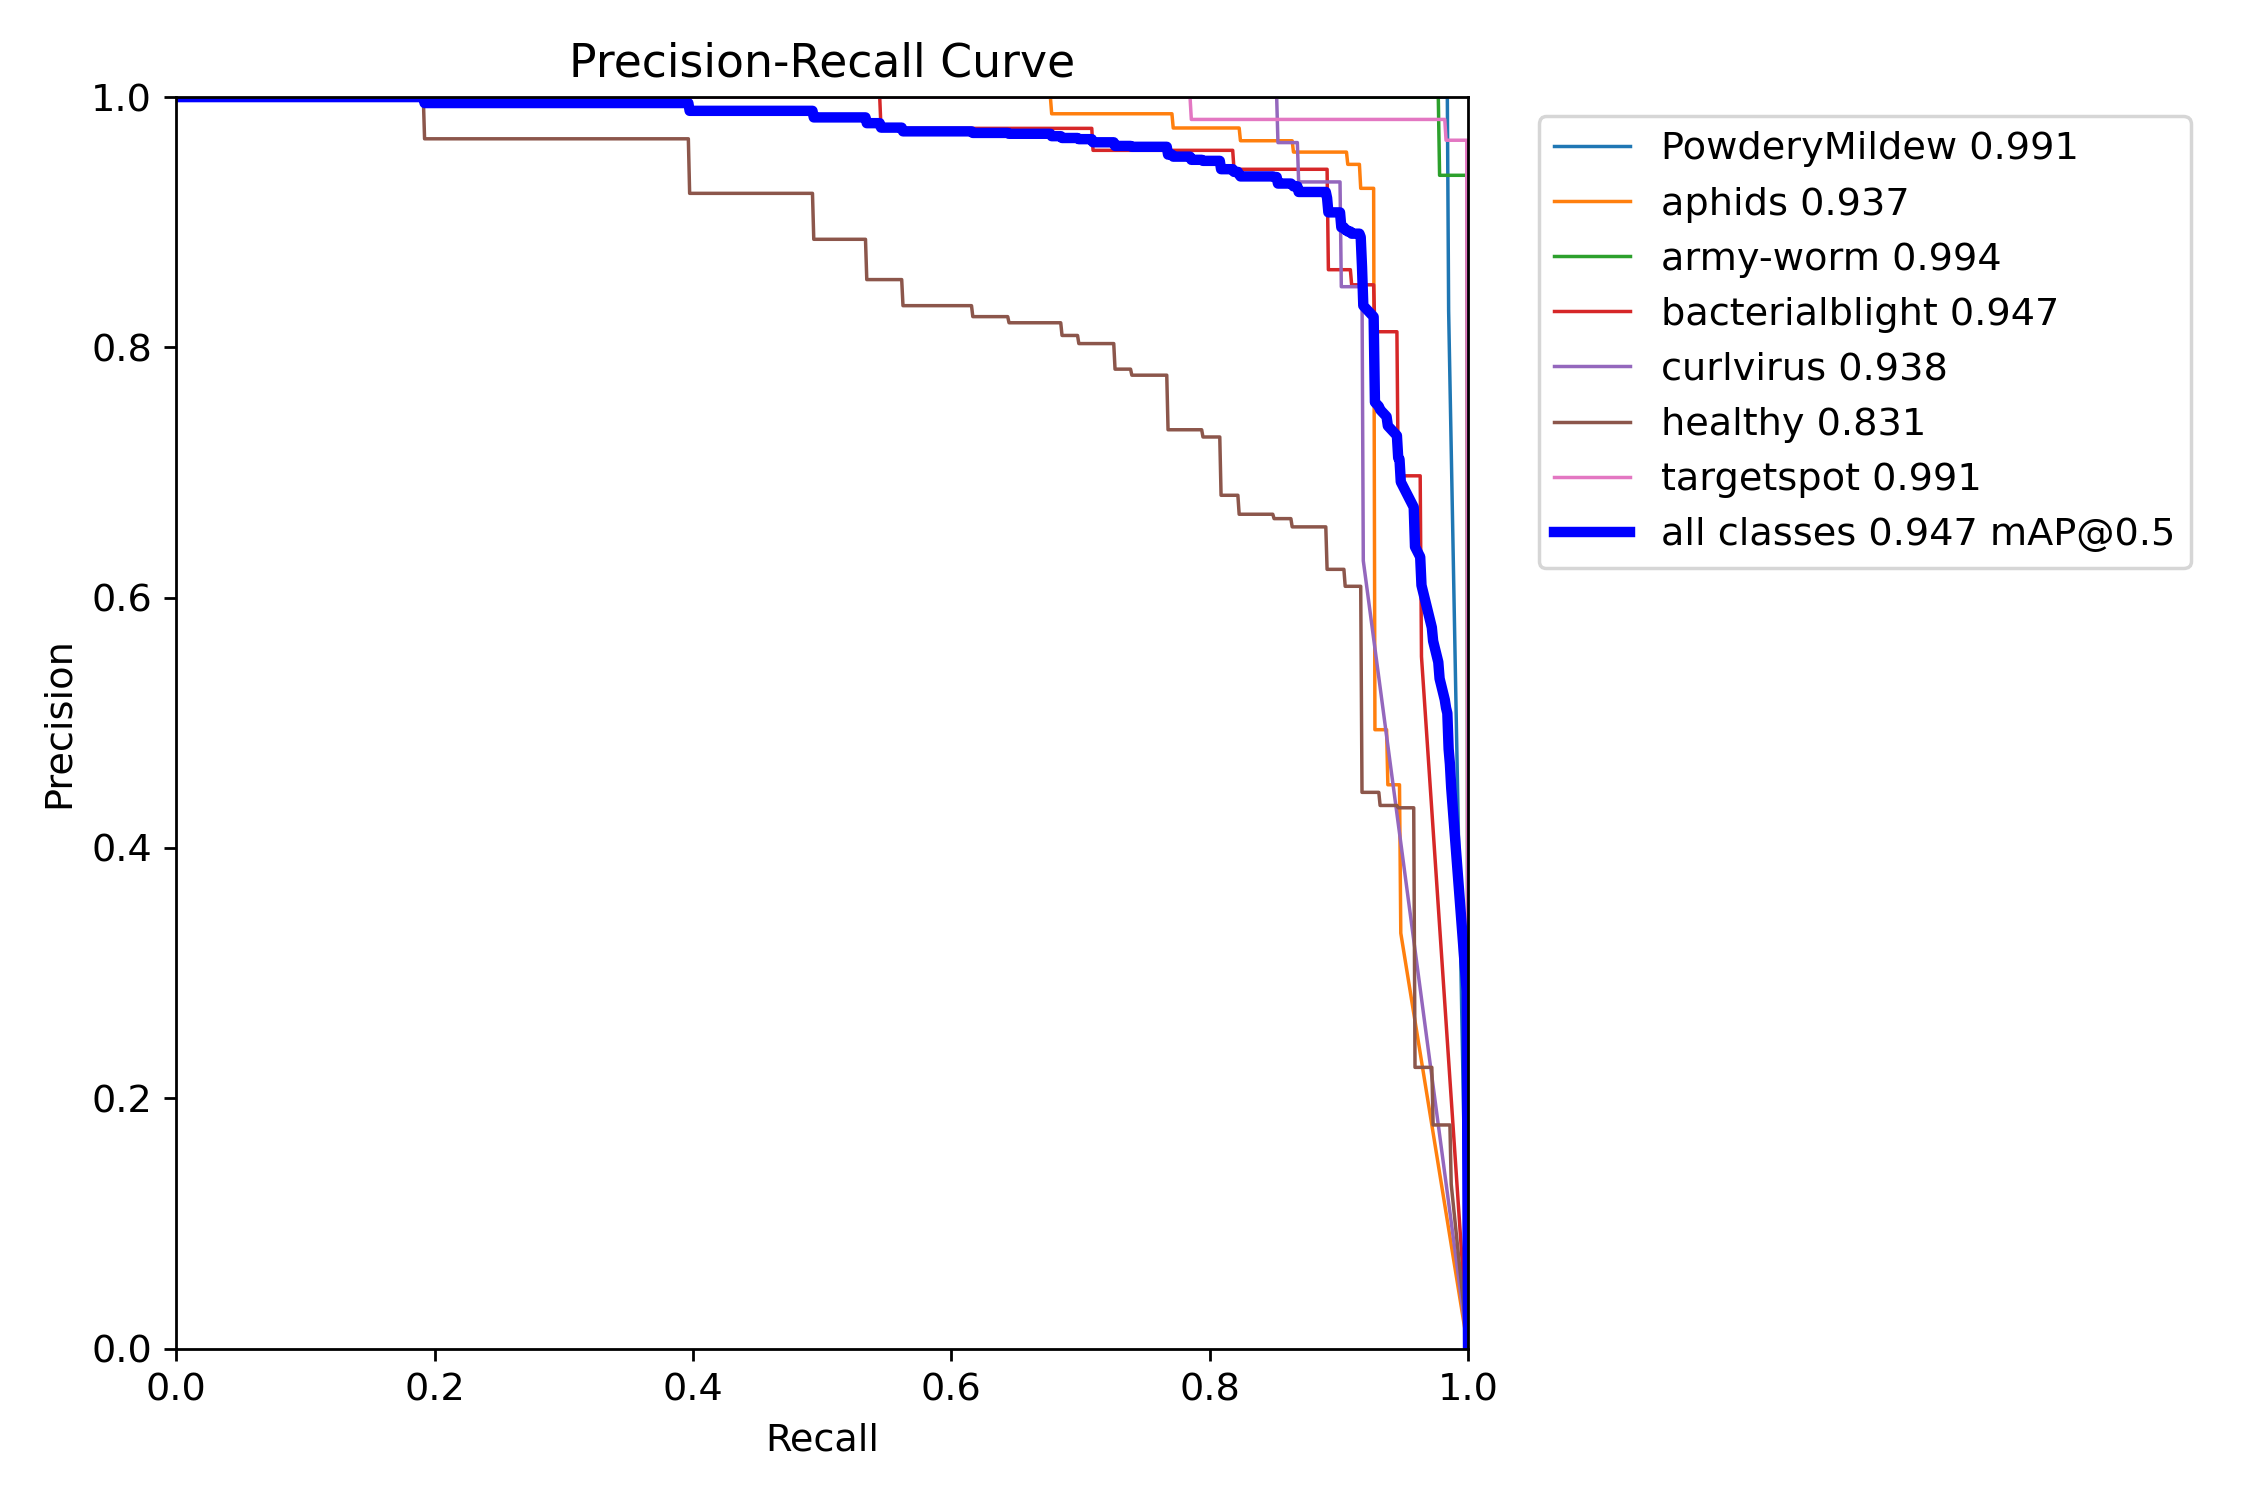 Precision-Recall Curve
1.0
0.8
0.6
0.4
0.2
0.0
Precision
0.0 0.2 0.4 0.6 0.8 1.0
Recall
PowderyMildew 0.991
aphids 0.937
army-worm 0.994
bacterialblight 0.947
curlvirus 0.938
healthy 0.831
targetspot 0.991
all classes 0.947 mAP@0.5